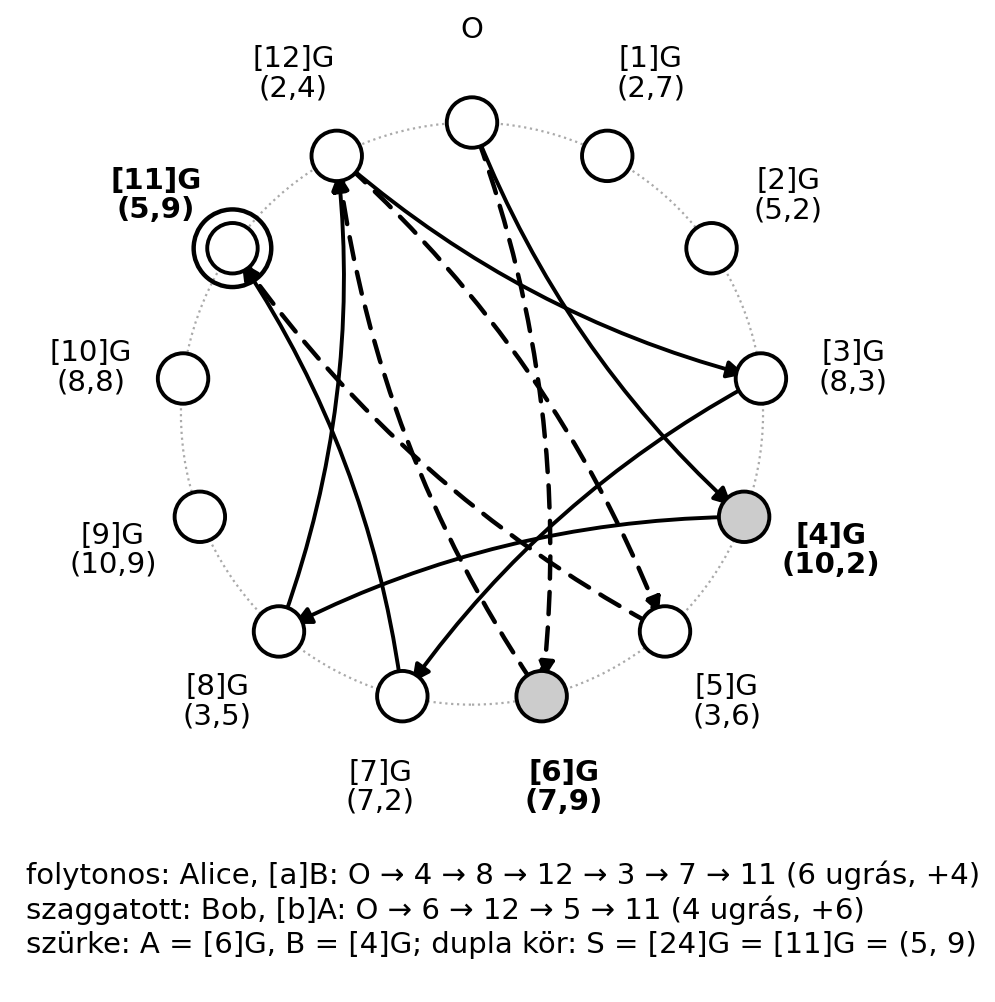 O
[12]G
(2,4)
[1]G
(2,7)
[11]G
(5,9)
[2]G
(5,2)
[10]G
(8,8)
[3]G
(8,3)
[9]G
(10,9)
[4]G
(10,2)
[8]G
(3,5)
[5]G
(3,6)
[7]G
(7,2)
[6]G
(7,9)
folytonos: Alice, [a]B: O → 4 → 8 → 12 → 3 → 7 → 11 (6 ugrás, +4)
szaggatott: Bob, [b]A: O → 6 → 12 → 5 → 11 (4 ugrás, +6)
szürke: A = [6]G, B = [4]G; dupla kör: S = [24]G = [11]G = (5, 9)